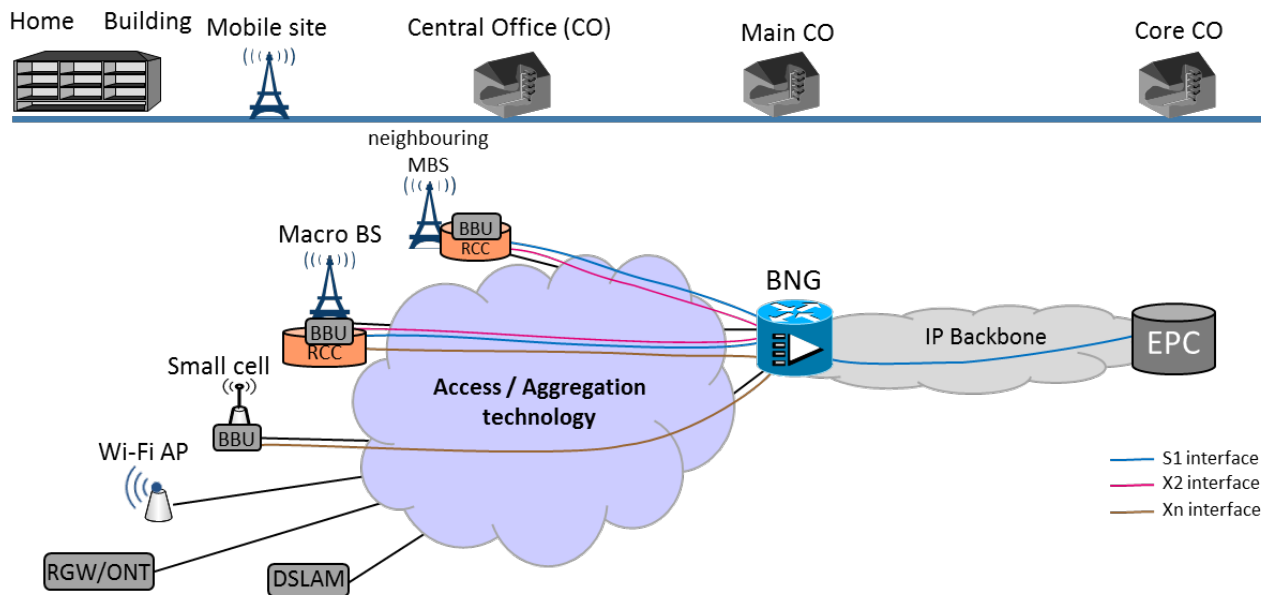 Home Building Mobile site Central Office (CO) Main CO Core CO
neighbouring
MBS
BBU
RCC
Macro BS
BBU
RCC
BNG
IP Backbone
EPC
Small cell
BBU
Access / Aggregation
technology
Wi-Fi AP
RGW/ONT
DSLAM
S1 interface
X2 interface
Xn interface